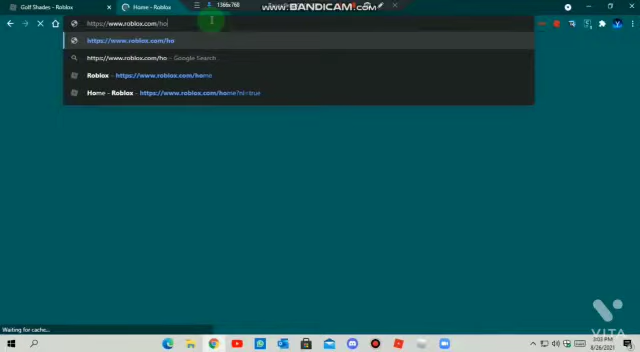 Golf Shades - Roblox
Home - Roblox
1366x768
WWW.BANDICAM.COM
https://www.roblox.com/ho
https://www.roblox.com/ho
https://www.roblox.com/ho - Google Search
Roblox - https://www.roblox.com/home
Home - Roblox - https://www.roblox.com/home?nl=true
VITA
Waiting for cache...
3:03 PM
8/26/2021